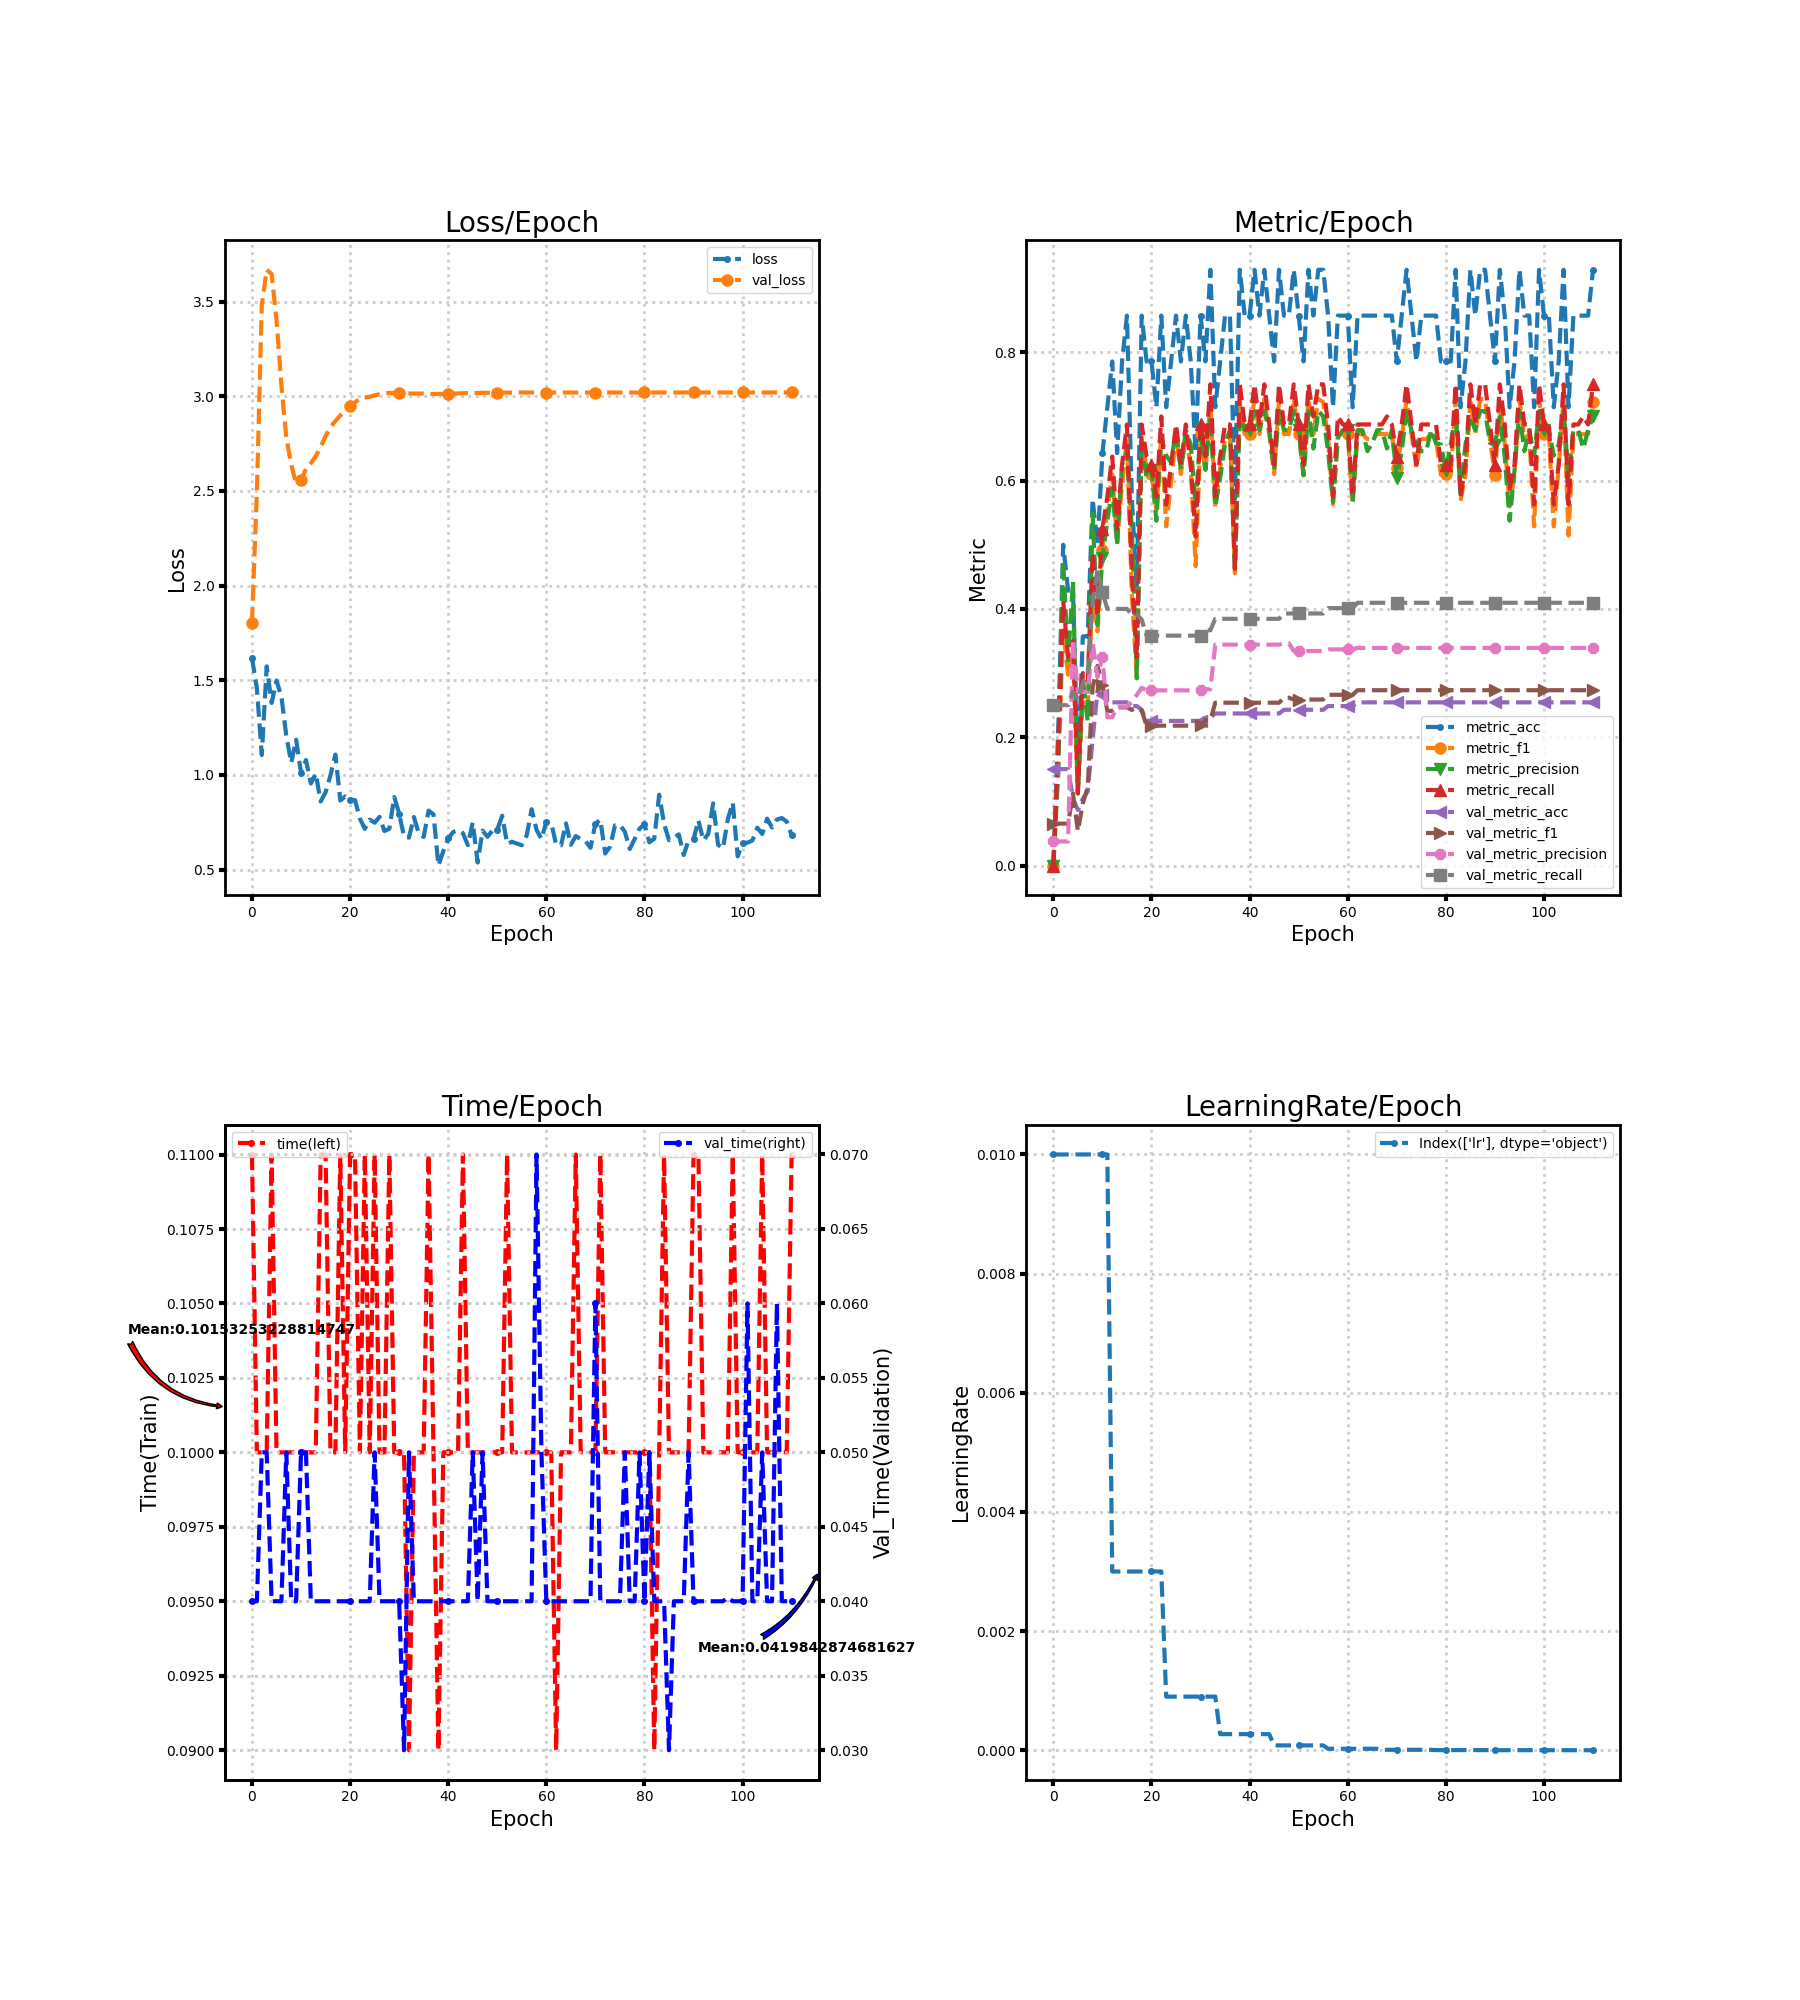 Loss/Epoch
loss
val_loss
3.5
3.0
2.5
2.0
1.5
1.0
0.5
Loss
0
20
40
60
80
100
Epoch
Metric/Epoch
0.8
0.6
0.4
0.2
0.0
Metric
metric_acc
metric_f1
metric_precision
metric_recall
val_metric_acc
val_metric_f1
val_metric_precision
val_metric_recall
0
20
40
60
80
100
Epoch
Time/Epoch
time(left)
val_time(right)
0.1100
0.1075
0.1050
0.1025
0.1000
0.0975
0.0950
0.0925
0.0900
Time(Train)
Mean:0.10153253228814747
0.070
0.065
0.060
0.055
0.050
0.045
0.040
0.035
0.030
Val_Time(Validation)
Mean:0.0419842874681627
0
20
40
60
80
100
Epoch
LearningRate/Epoch
Index(['lr'], dtype='object')
0.010
0.008
0.006
0.004
0.002
0.000
LearningRate
0
20
40
60
80
100
Epoch